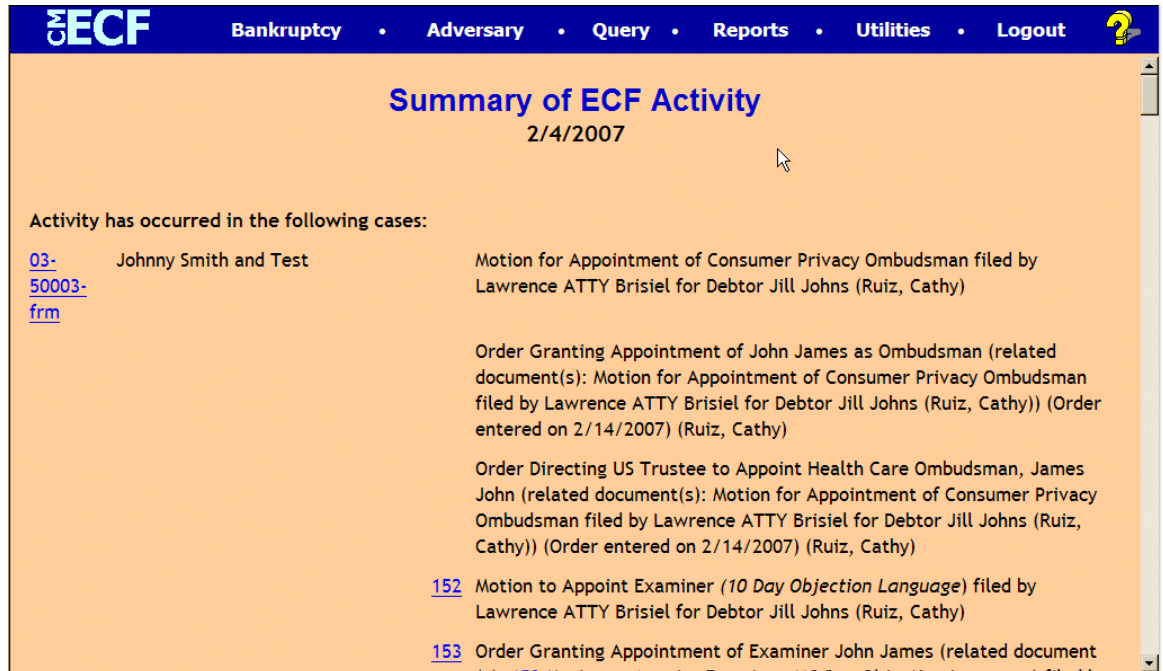 CM
ECF Bankruptcy • Adversary • Query • Reports • Utilities • Logout ?
Summary of ECF Activity
2/4/2007
Activity has occurred in the following cases:
03-50003-frm Johnny Smith and Test Motion for Appointment of Consumer Privacy Ombudsman filed by
Lawrence ATTY Brisiel for Debtor Jill Johns (Ruiz, Cathy)
Order Granting Appointment of John James as Ombudsman (related
document(s): Motion for Appointment of Consumer Privacy Ombudsman
filed by Lawrence ATTY Brisiel for Debtor Jill Johns (Ruiz, Cathy)) (Order
entered on 2/14/2007) (Ruiz, Cathy)
Order Directing US Trustee to Appoint Health Care Ombudsman, James
John (related document(s): Motion for Appointment of Consumer Privacy
Ombudsman filed by Lawrence ATTY Brisiel for Debtor Jill Johns (Ruiz,
Cathy)) (Order entered on 2/14/2007) (Ruiz, Cathy)
152 Motion to Appoint Examiner (10 Day Objection Language) filed by
Lawrence ATTY Brisiel for Debtor Jill Johns (Ruiz, Cathy)
153 Order Granting Appointment of Examiner John James (related document